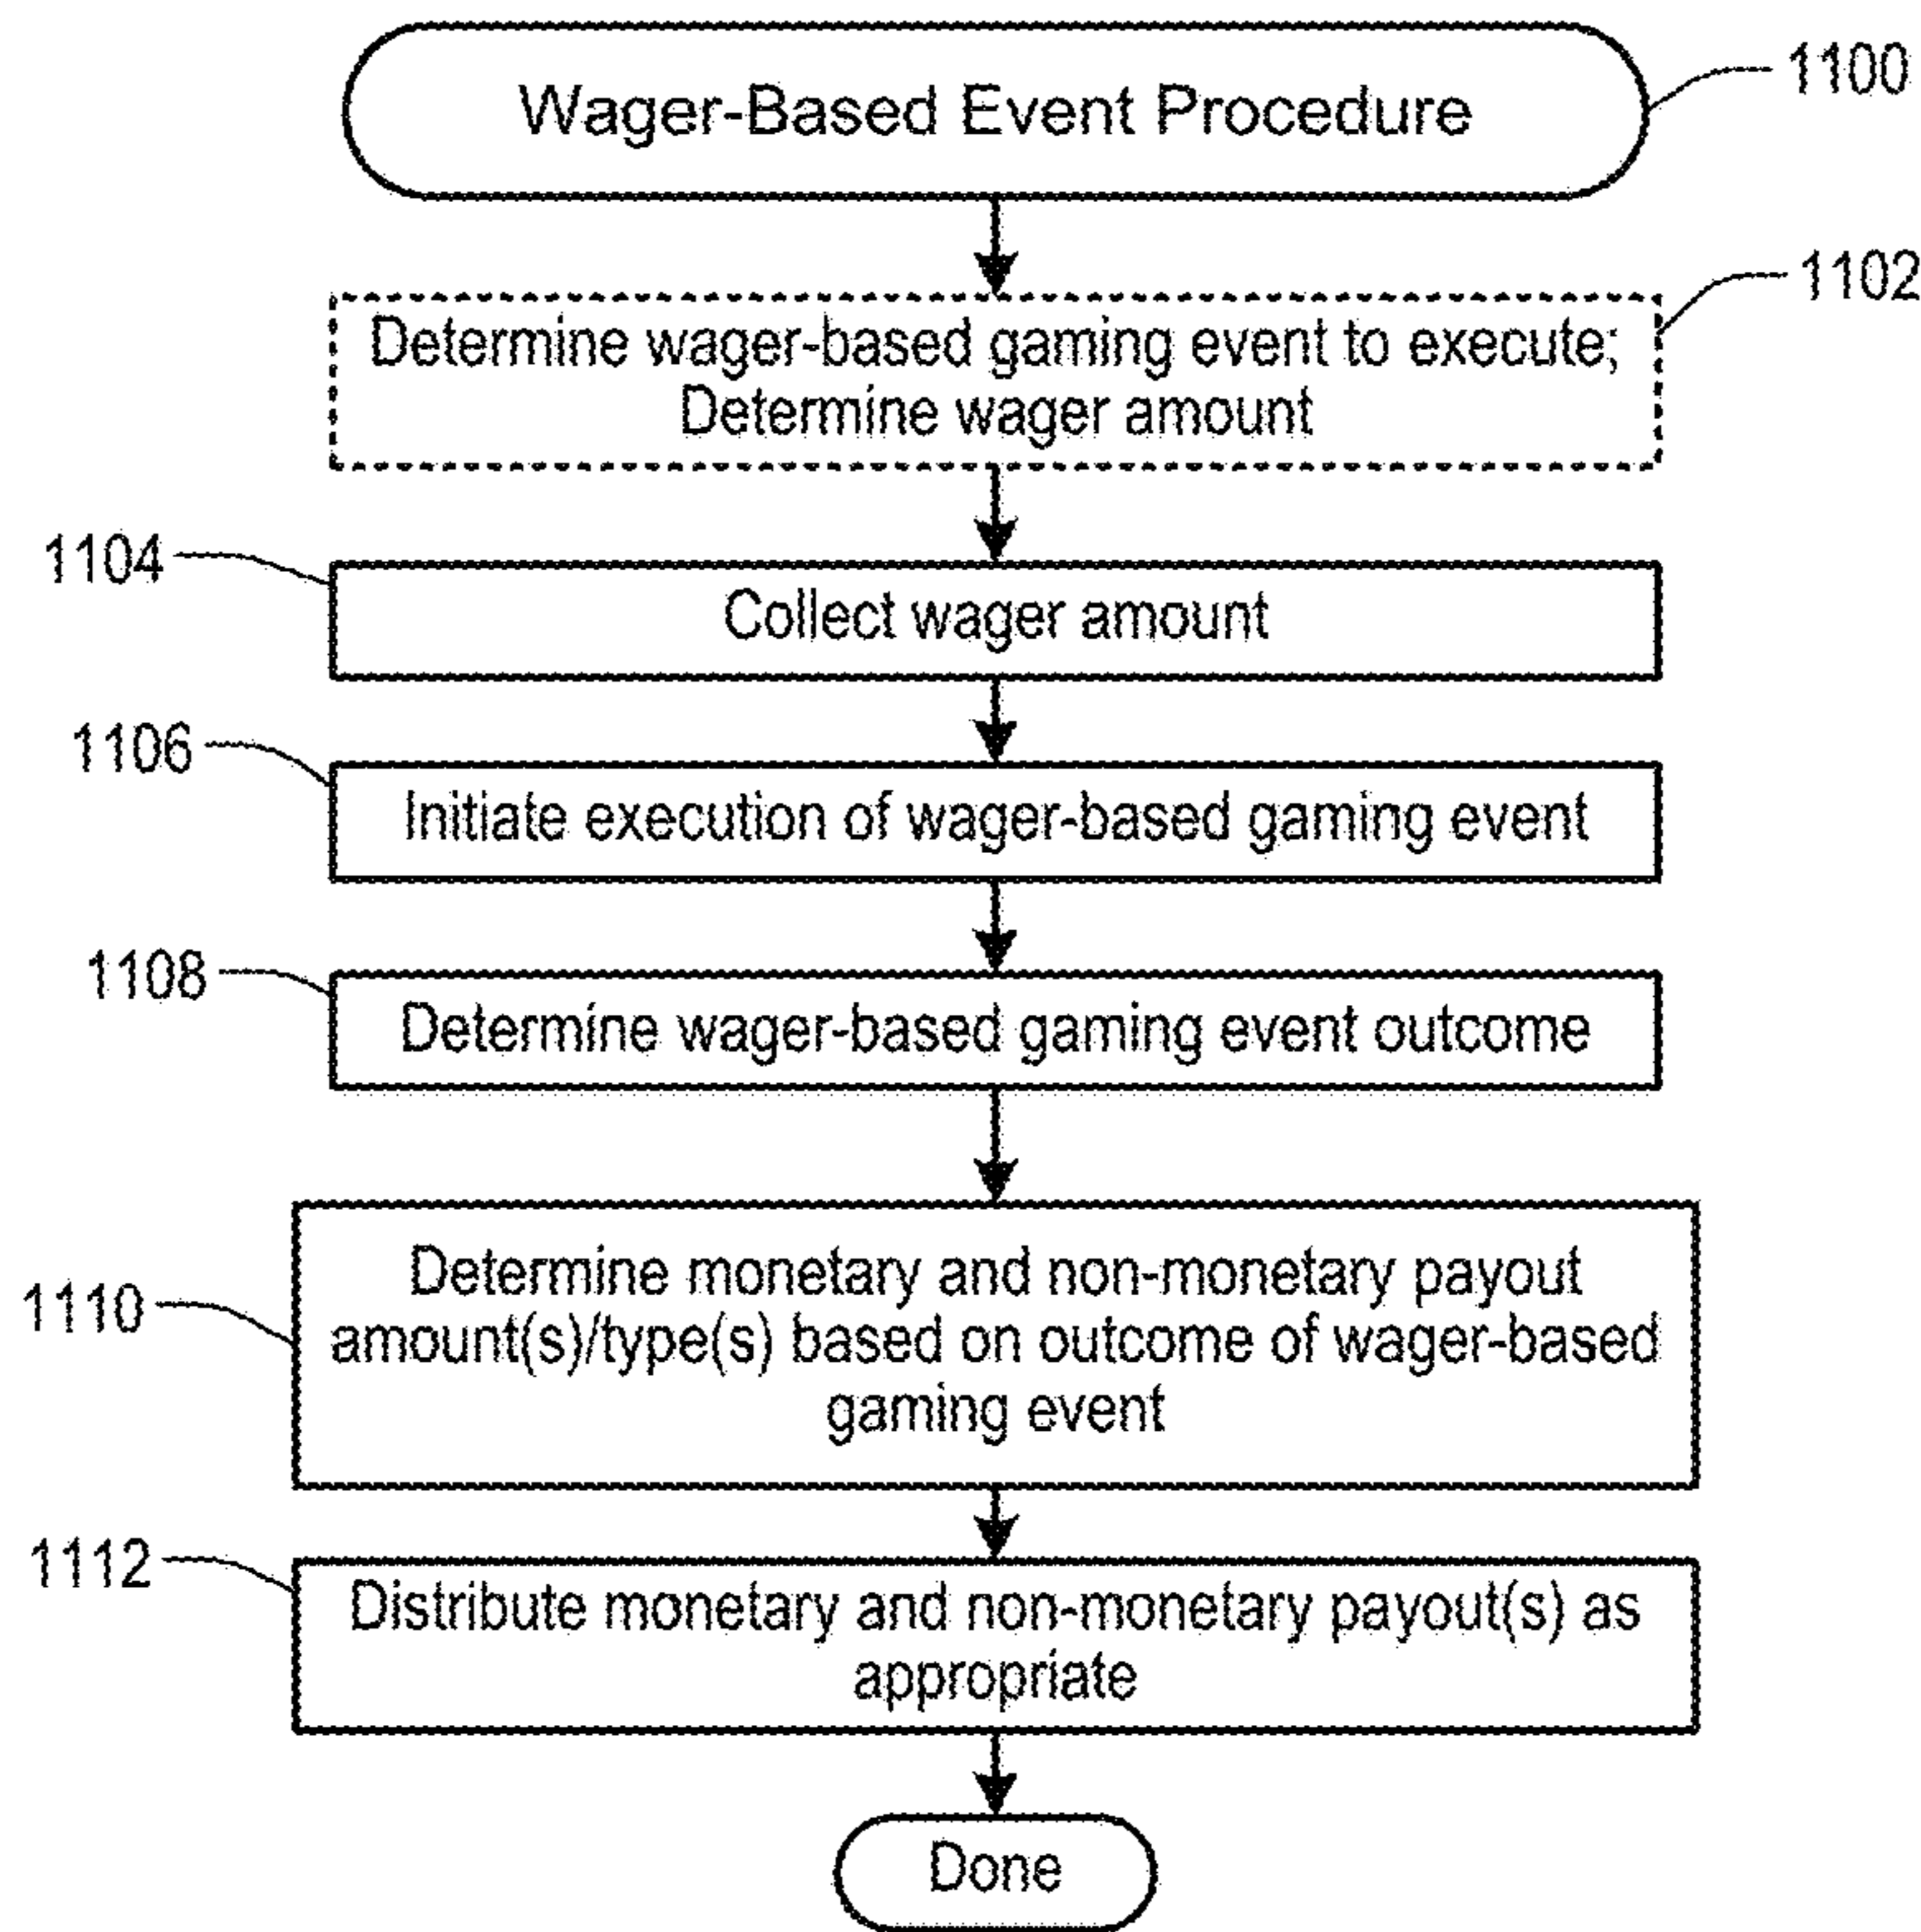 Wager-Based Event Procedure
1100
Determine wager-based gaming event to execute;
Determine wager amount
1102
1104
Collect wager amount
1106
Initiate execution of wager-based gaming event
1108
Determine wager-based gaming event outcome
1110
Determine monetary and non-monetary payout
amount(s)/type(s) based on outcome of wager-based
gaming event
1112
Distribute monetary and non-monetary payout(s) as
appropriate
Done